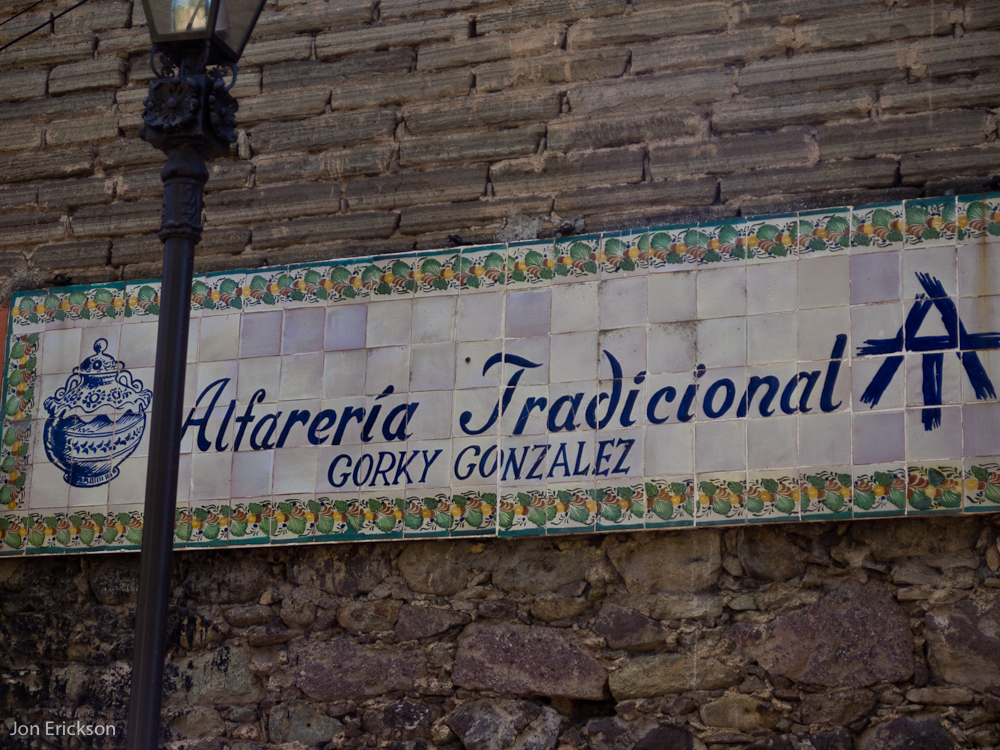 Alfarería Tradicional
GORKY GONZALEZ
Jon Erickson